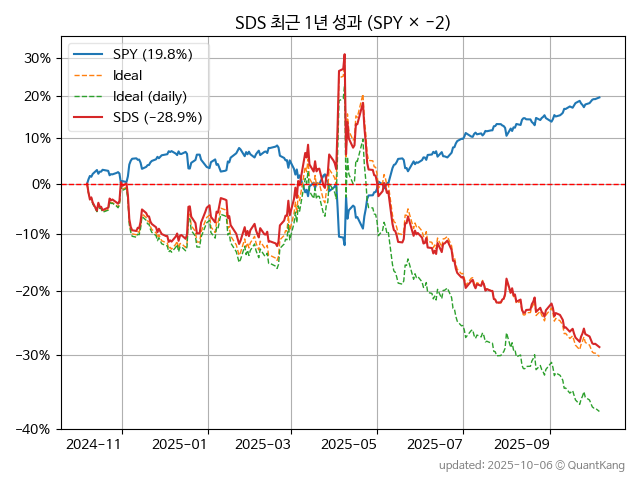 SDS 최근 1년 성과 (SPY × −2)
SPY (19.8%)
Ideal
Ideal (daily)
SDS (−28.9%)
30%
20%
10%
0%
−10%
−20%
−30%
−40%
2024-11
2025-01
2025-03
2025-05
2025-07
2025-09
updated: 2025-10-06 ⓒ QuantKang